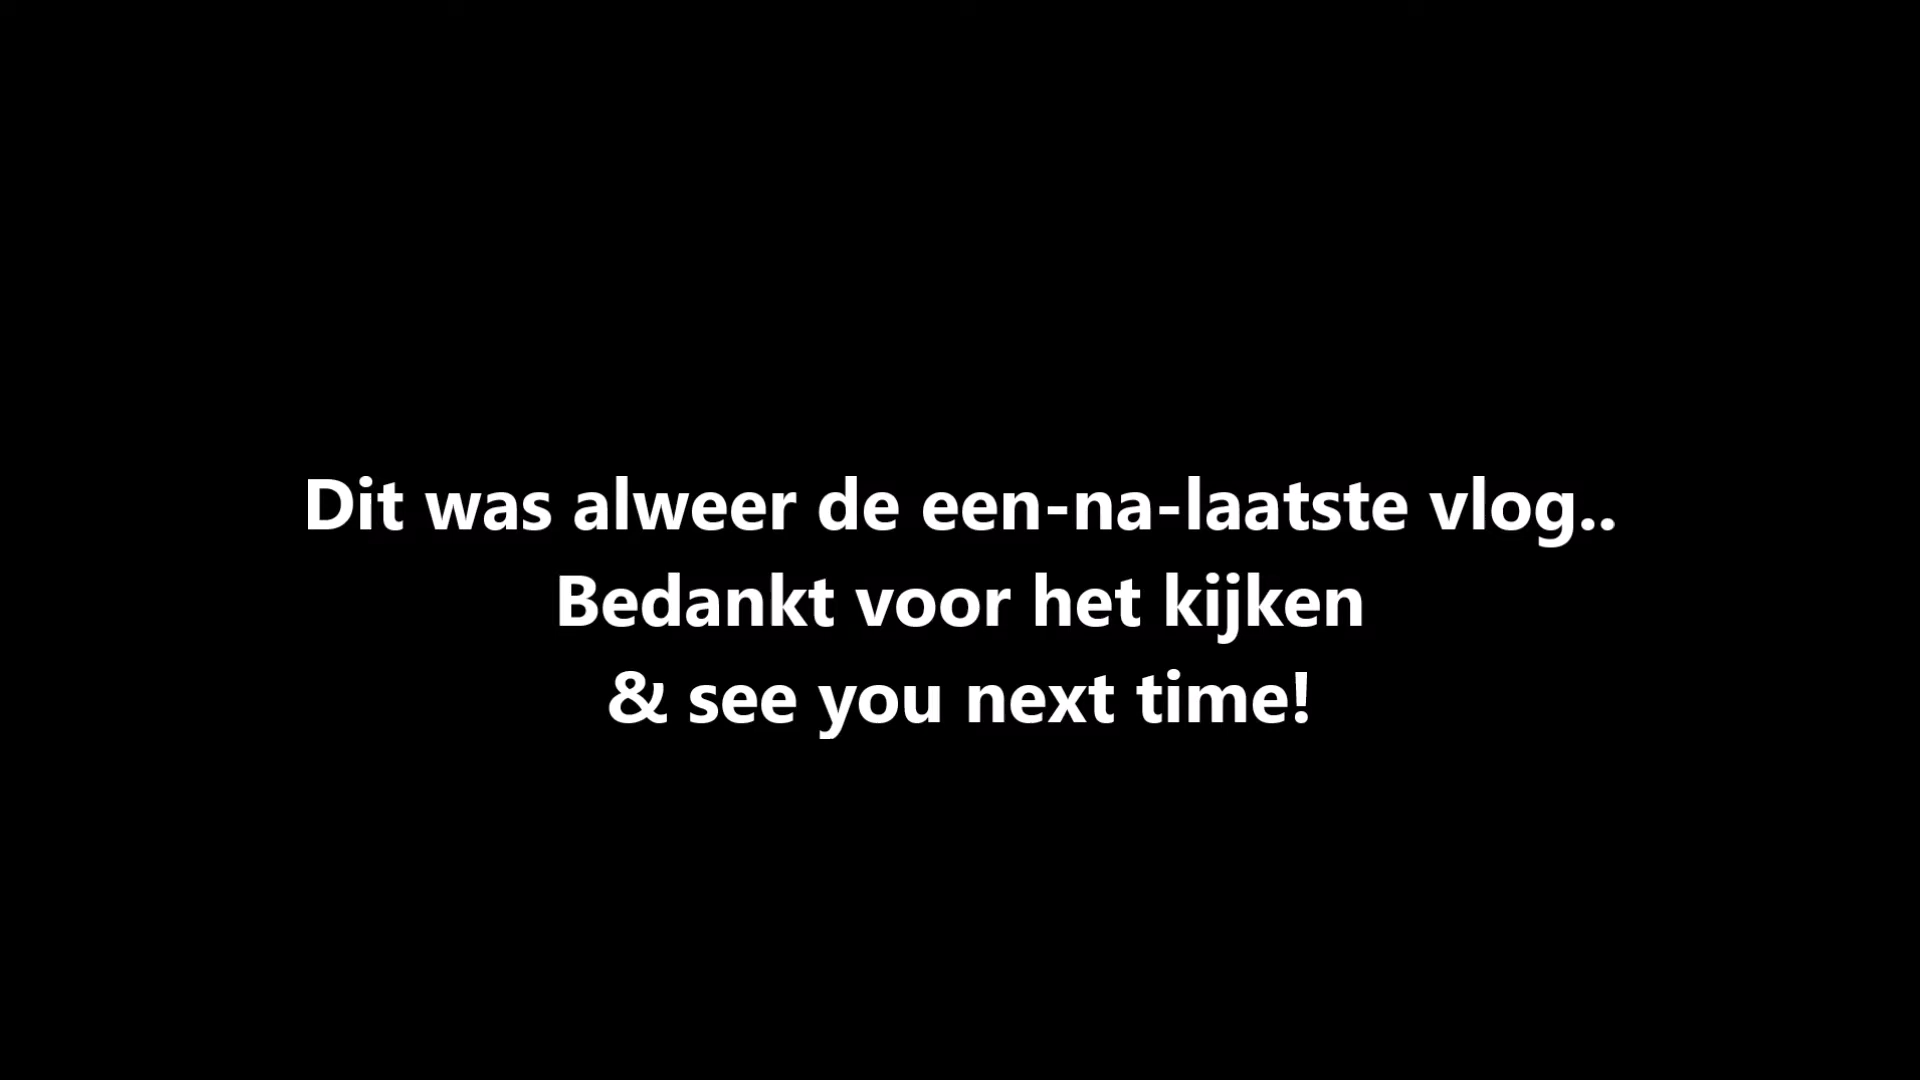 Dit was alweer de een-na-laatste vlog..
Bedankt voor het kijken
& see you next time!